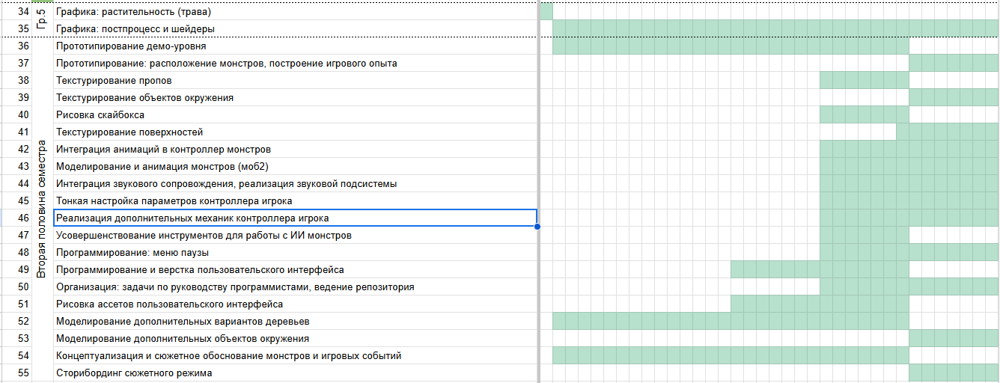 Гр.5
34 Графика: растительность (трава)
35 Графика: постпроцесс и шейдеры
Вторая половина семестра
36 Прототипирование демо-уровня
37 Прототипирование: расположение монстров, построение игрового опыта
38 Текстурирование пропов
39 Текстурирование объектов окружения
40 Рисовка скайбокса
41 Текстурирование поверхностей
42 Интеграция анимаций в контроллер монстров
43 Моделирование и анимация монстров (моб2)
44 Интеграция звукового сопровождения, реализация звуковой подсистемы
45 Тонкая настройка параметров контроллера игрока
46 Реализация дополнительных механик контроллера игрока
47 Усовершенствование инструментов для работы с ИИ монстров
48 Программирование: меню паузы
49 Программирование и верстка пользовательского интерфейса
50 Организация: задачи по руководству программистами, ведение репозитория
51 Рисовка ассетов пользовательского интерфейса
52 Моделирование дополнительных вариантов деревьев
53 Моделирование дополнительных объектов окружения
54 Концептуализация и сюжетное обоснование монстров и игровых событий
55 Сторибординг сюжетного режима